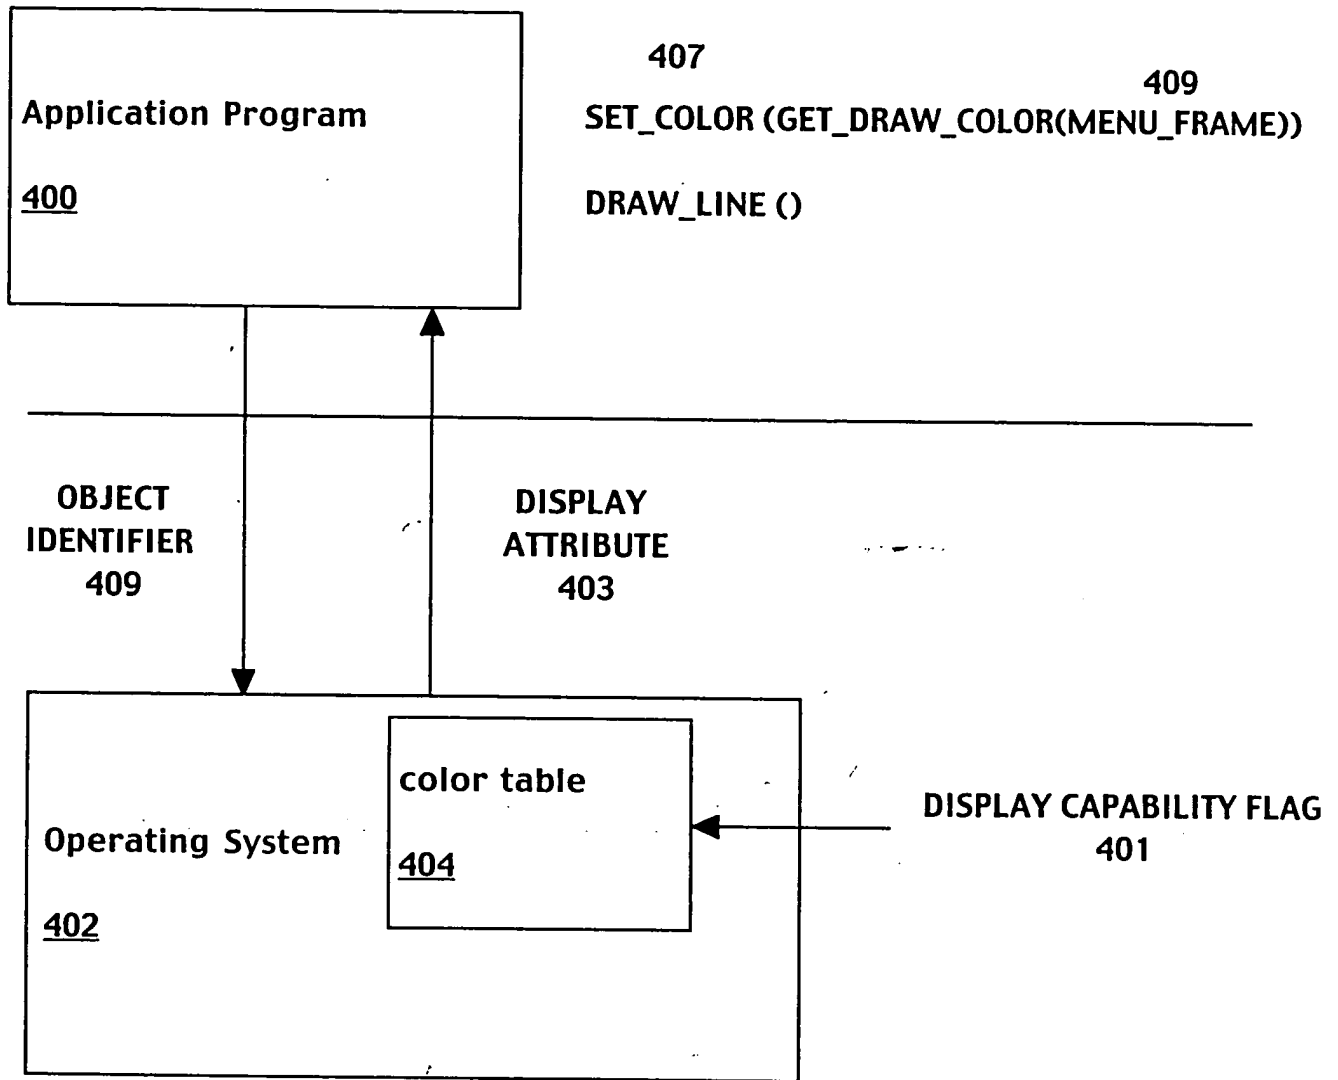 407
409
Application Program
SET_COLOR (GET_DRAW_COLOR(MENU_FRAME))
400
DRAW_LINE ()
OBJECT
IDENTIFIER
409
DISPLAY
ATTRIBUTE
403
color table
404
Operating System
402
DISPLAY CAPABILITY FLAG
401